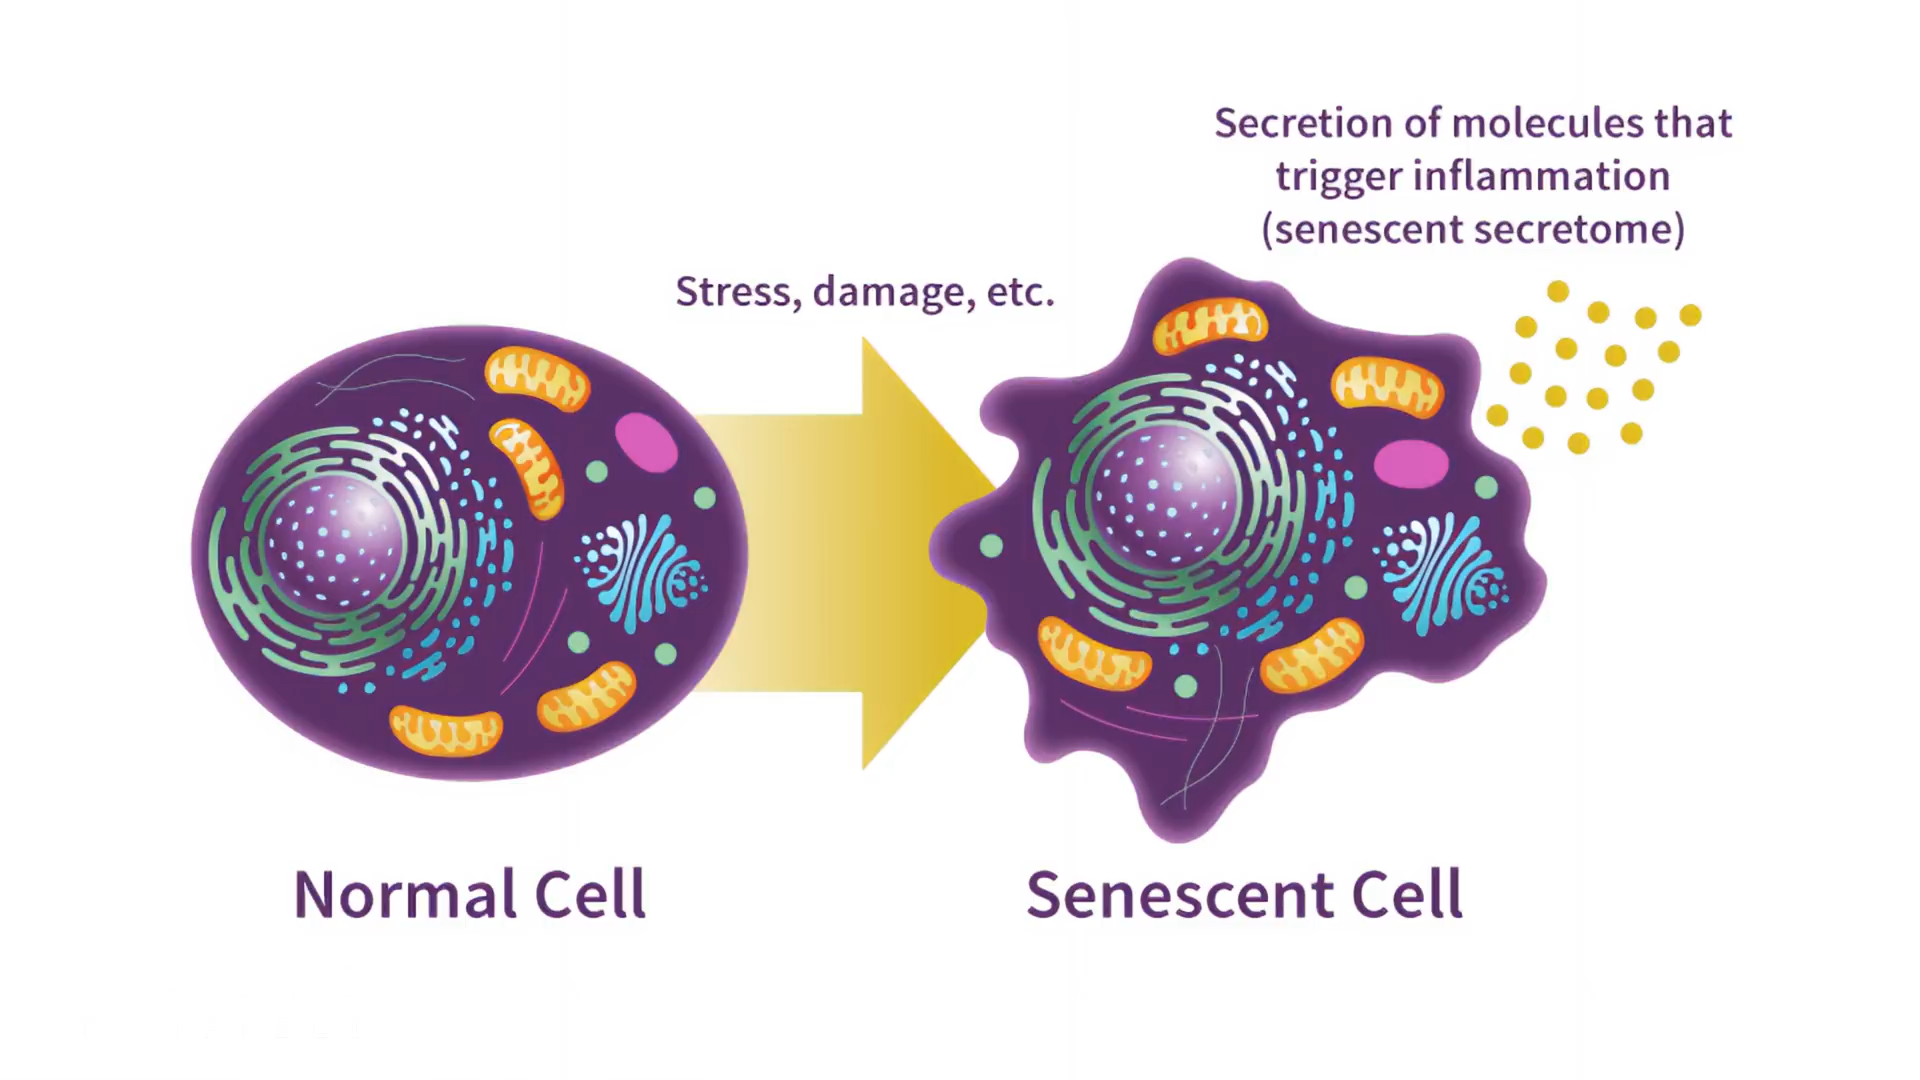 Secretion of molecules that
trigger inflammation
(senescent secretome)
Stress, damage, etc.
Normal Cell
Senescent Cell